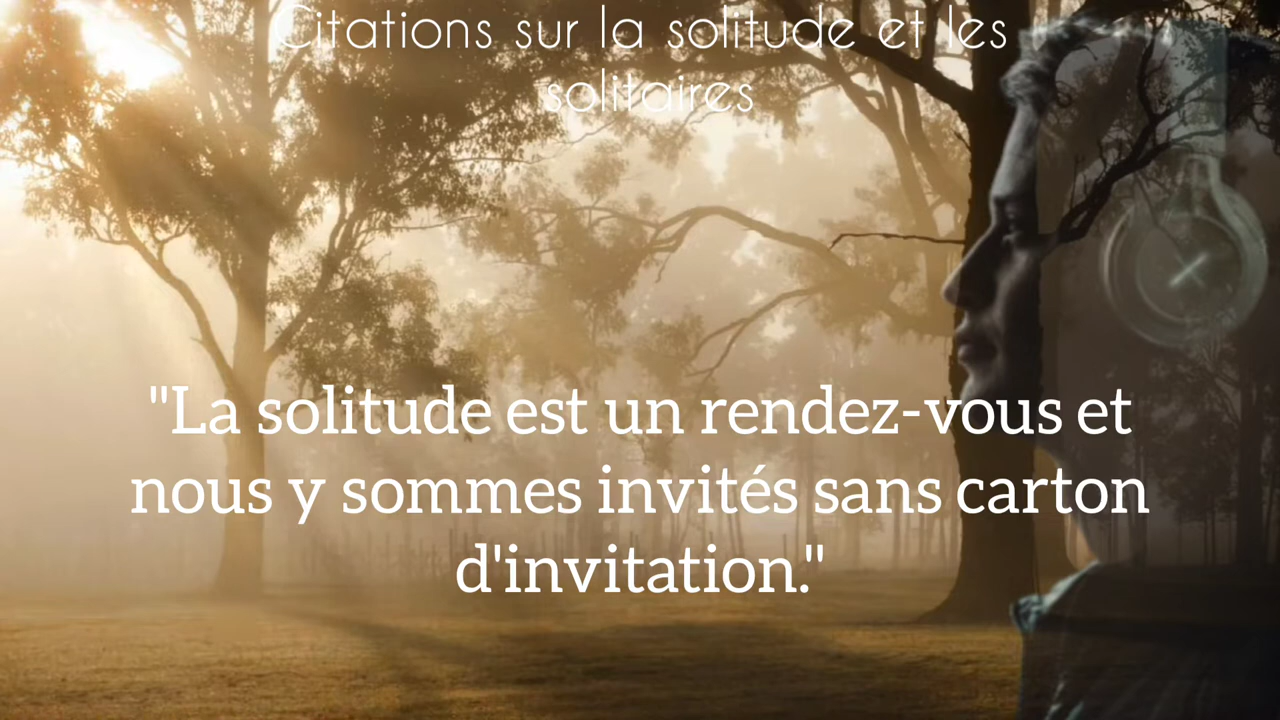 Citations sur la solitude et les
solitaires
"La solitude est un rendez-vous et
nous y sommes invités sans carton
d'invitation."